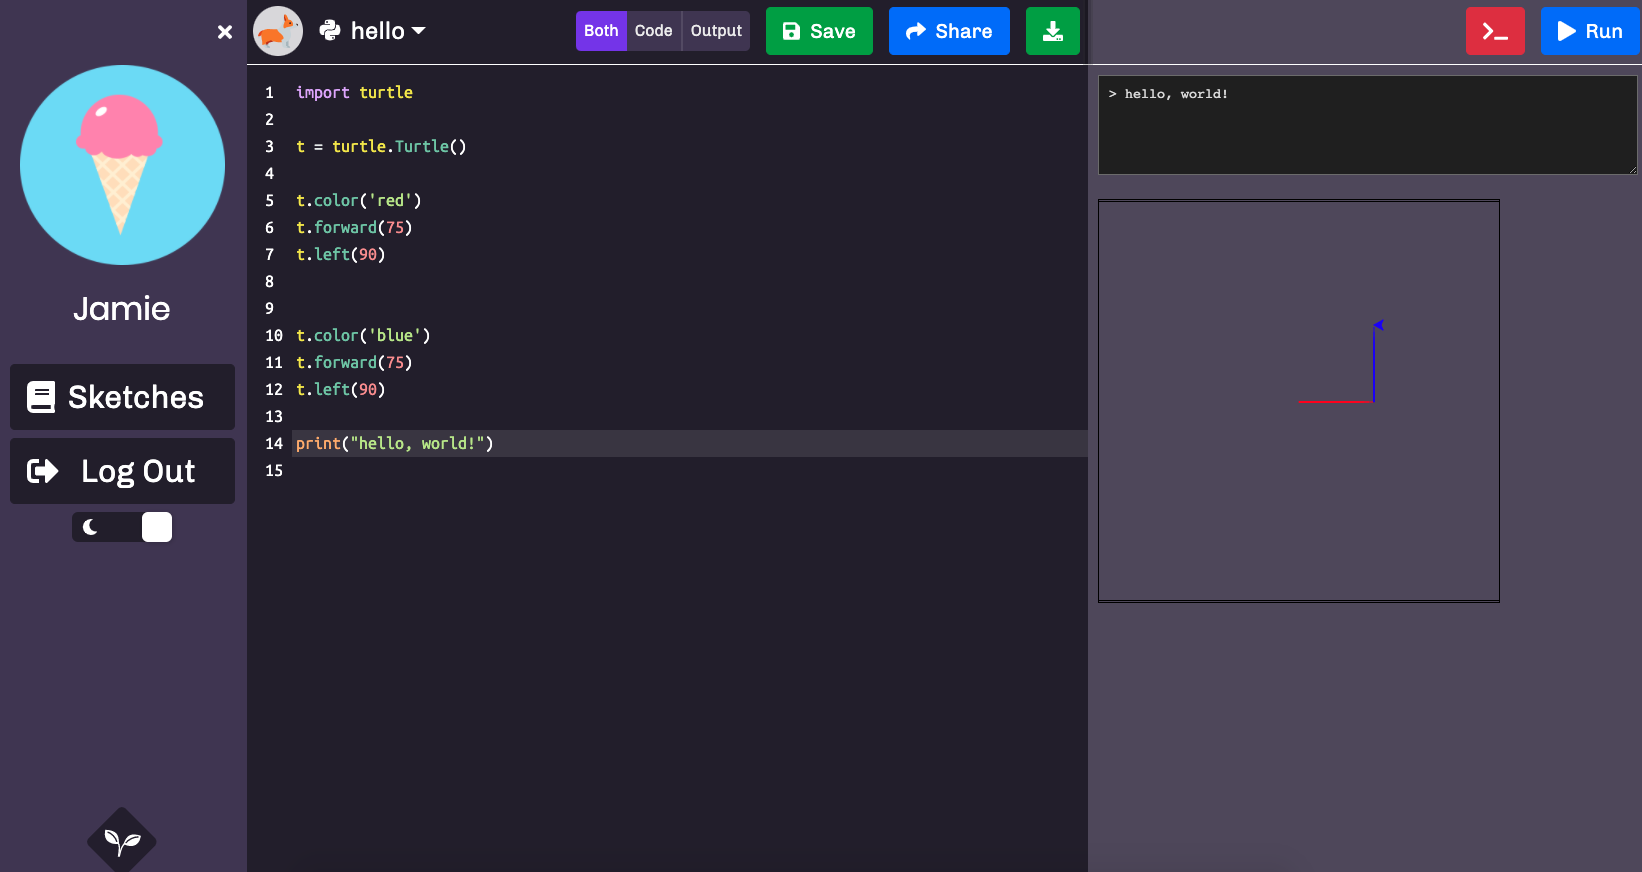 hello
Both Code Output
Save
Share
Run
Jamie
Sketches
Log Out
1 import turtle
2
3 t = turtle.Turtle()
4
5 t.color('red')
6 t.forward(75)
7 t.left(90)
8
9
10 t.color('blue')
11 t.forward(75)
12 t.left(90)
13
14 print("hello, world!")
15
> hello, world!